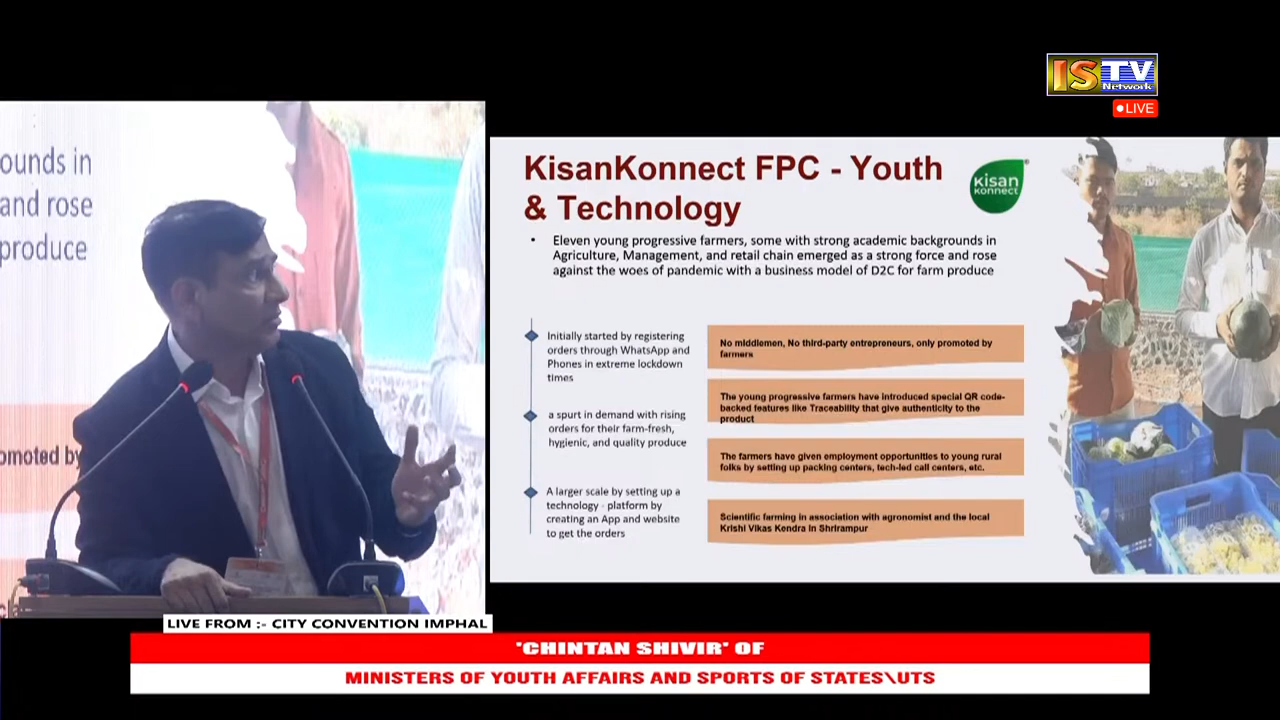 IS TV
Network
LIVE
ounds in
and rose
produce
omoted by
KisanKonnect FPC - Youth
& Technology
kisan
konnect
• Eleven young progressive farmers, some with strong academic backgrounds in
Agriculture, Management, and retail chain emerged as a strong force and rose
against the woes of pandemic with a business model of D2C for farm produce
Initially started by registering
orders through WhatsApp and
Phones in extreme lockdown
times
a spurt in demand with rising
orders for their farm-fresh,
hygienic, and quality produce
A larger scale by setting up a
technology - platform by
creating an App and website
to get the orders
No middlemen, No third-party entrepreneurs, only promoted by
farmers
The young progressive farmers have introduced special QR code-
backed features like Traceability that give authenticity to the
product
The farmers have given employment opportunities to young rural
folks by setting up packing centers, tech-led call centers, etc.
Scientific farming in association with agronomist and the local
Krishi Vikas Kendra in Shrirampur
LIVE FROM :- CITY CONVENTION IMPHAL
'CHINTAN SHIVIR' OF
MINISTERS OF YOUTH AFFAIRS AND SPORTS OF STATES\UTS